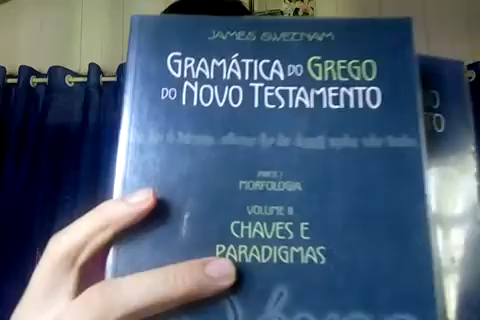 JAMES SWETNAM
GRAMÁTICA DO GREGO
DO NOVO TESTAMENTO
PARTE I
MORFOLOGIA
VOLUME II
CHAVES E
PARADIGMAS